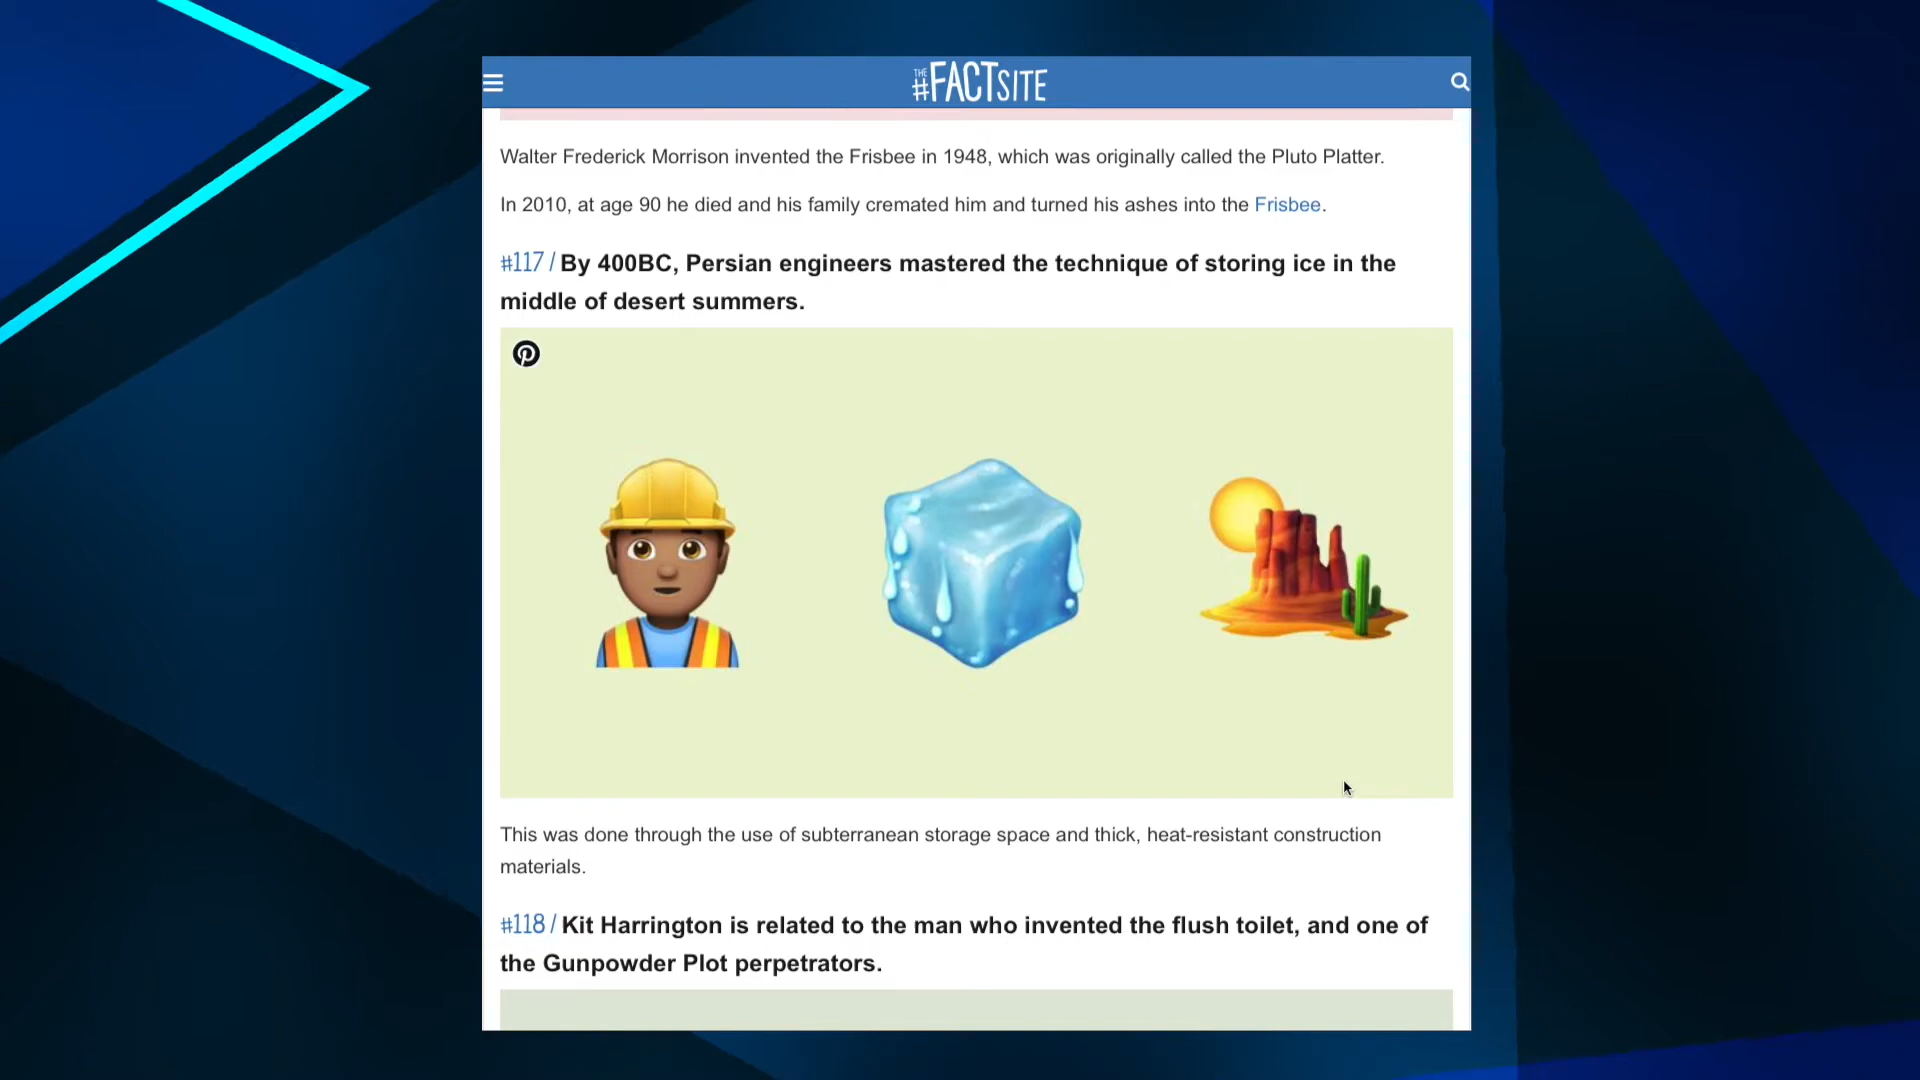 THE #FACTSITE
Walter Frederick Morrison invented the Frisbee in 1948, which was originally called the Pluto Platter.
In 2010, at age 90 he died and his family cremated him and turned his ashes into the Frisbee.
#117 / By 400BC, Persian engineers mastered the technique of storing ice in the
middle of desert summers.
This was done through the use of subterranean storage space and thick, heat-resistant construction
materials.
#118 / Kit Harrington is related to the man who invented the flush toilet, and one of
the Gunpowder Plot perpetrators.